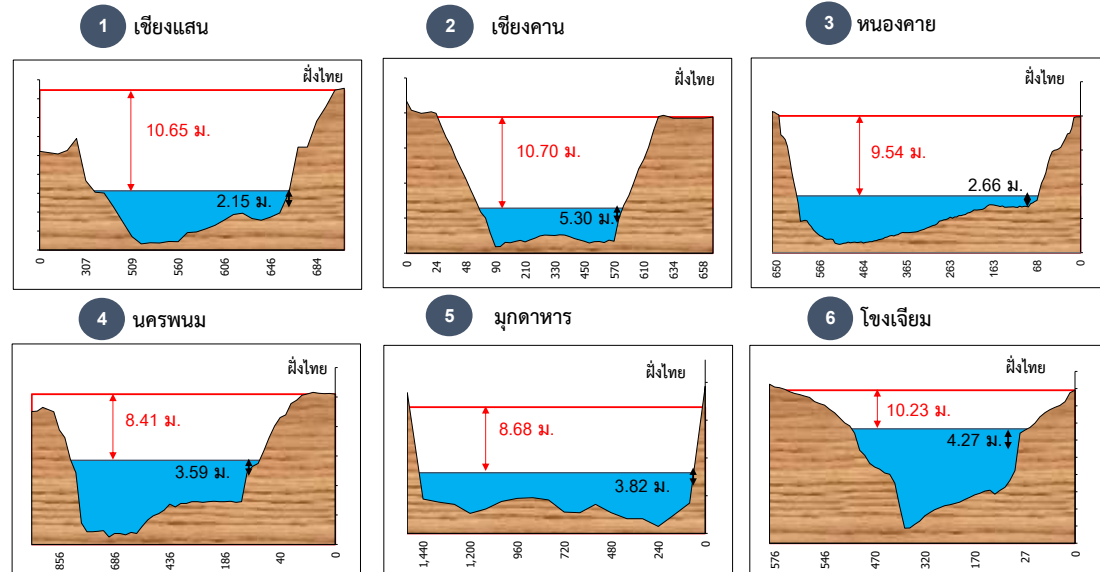 1 เชียงแสน
ฝั่งไทย
10.65 ม.
2.15 ม.
0 307 509 560 606 646 684
2 เชียงคาน
ฝั่งไทย
10.70 ม.
5.30 ม.
0 24 48 90 210 330 450 570 610 634 658
3 หนองคาย
ฝั่งไทย
9.54 ม.
2.66 ม.
650 566 464 365 263 163 68 0
4 นครพนม
ฝั่งไทย
8.41 ม.
3.59 ม.
856 686 436 186 40 0
5 มุกดาหาร
ฝั่งไทย
8.68 ม.
3.82 ม.
1,440 1,200 960 720 480 240 0
6 โขงเจียม
ฝั่งไทย
10.23 ม.
4.27 ม.
576 546 470 320 170 27 0